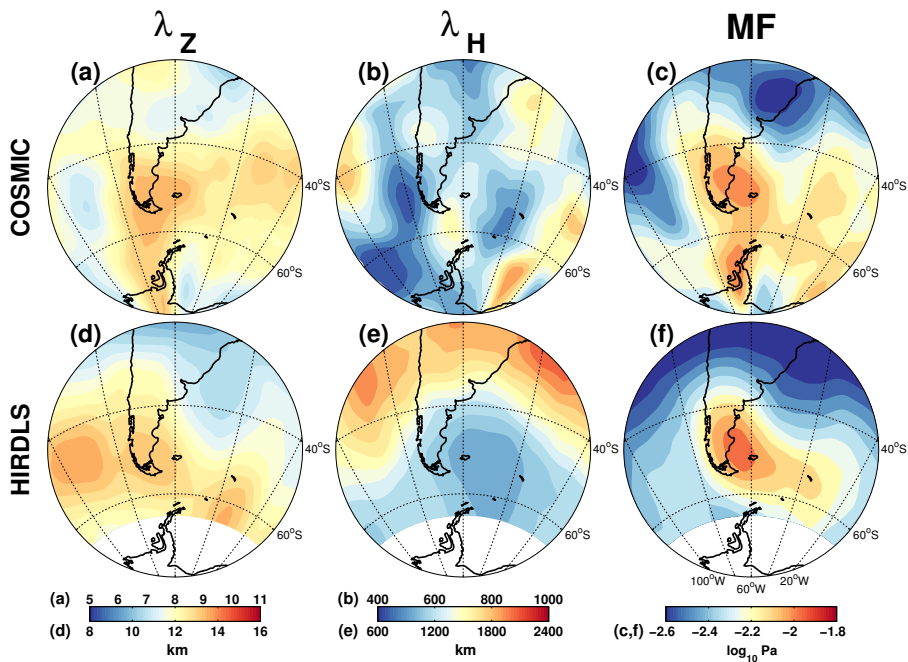 λ Z λ H MF
(a) (b) (c)
COSMIC
40°S 40°S 40°S
60°S 60°S 60°S
(d) (e) (f)
HIRDLS
40°S 40°S 40°S
60°S 60°S 60°S
100°W 60°W 20°W
(a) 5 6 7 8 9 10 11
(d) 8 10 12 14 16
km
(b) 400 600 800 1000
(e) 600 1200 1800 2400
km
(c,f) −2.6 −2.4 −2.2 −2 −1.8
log10 Pa